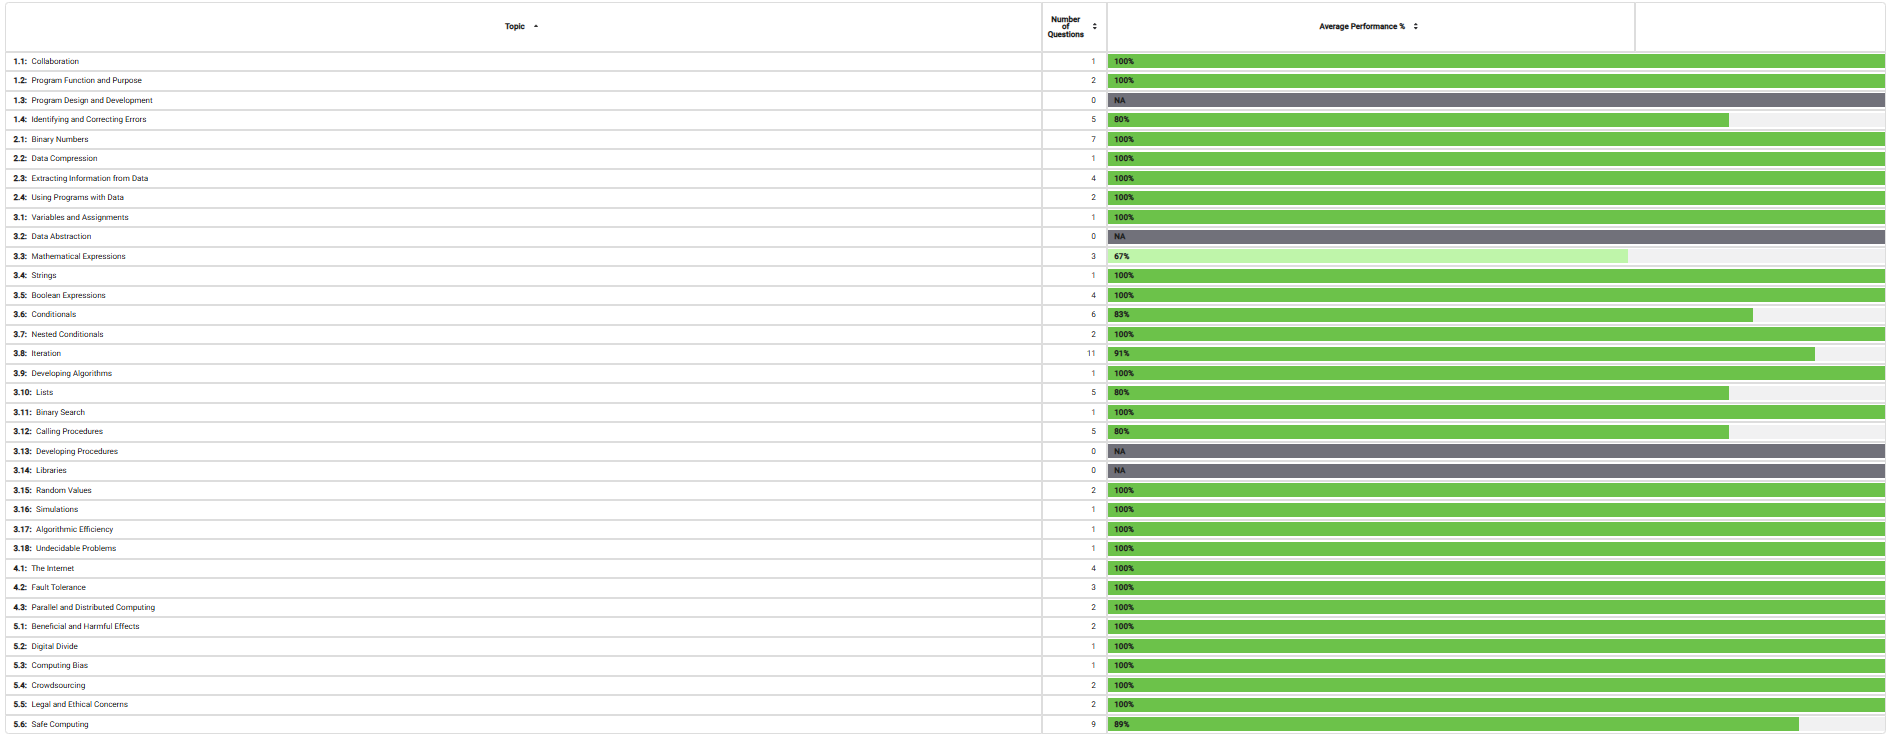 Topic Number of Questions Average Performance %
1.1: Collaboration 1 100%
1.2: Program Function and Purpose 2 100%
1.3: Program Design and Development 0 NA
1.4: Identifying and Correcting Errors 5 80%
2.1: Binary Numbers 7 100%
2.2: Data Compression 1 100%
2.3: Extracting Information from Data 4 100%
2.4: Using Programs with Data 2 100%
3.1: Variables and Assignments 1 100%
3.2: Data Abstraction 0 NA
3.3: Mathematical Expressions 3 67%
3.4: Strings 1 100%
3.5: Boolean Expressions 4 100%
3.6: Conditionals 6 83%
3.7: Nested Conditionals 2 100%
3.8: Iteration 11 91%
3.9: Developing Algorithms 1 100%
3.10: Lists 5 80%
3.11: Binary Search 1 100%
3.12: Calling Procedures 5 80%
3.13: Developing Procedures 0 NA
3.14: Libraries 0 NA
3.15: Random Values 2 100%
3.16: Simulations 1 100%
3.17: Algorithmic Efficiency 1 100%
3.18: Undecidable Problems 1 100%
4.1: The Internet 4 100%
4.2: Fault Tolerance 3 100%
4.3: Parallel and Distributed Computing 2 100%
5.1: Beneficial and Harmful Effects 2 100%
5.2: Digital Divide 1 100%
5.3: Computing Bias 1 100%
5.4: Crowdsourcing 2 100%
5.5: Legal and Ethical Concerns 2 100%
5.6: Safe Computing 9 89%